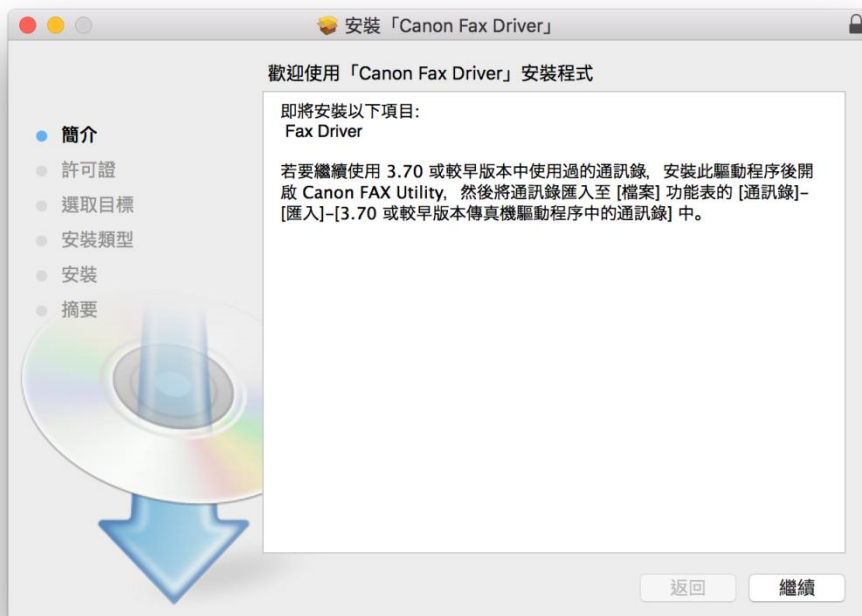 安裝「Canon Fax Driver」
歡迎使用「Canon Fax Driver」安裝程式
簡介
許可證
選取目標
安裝類型
安裝
摘要
即將安裝以下項目:
Fax Driver
若要繼續使用 3.70 或較早版本中使用過的通訊錄，安裝此驅動程序後開
啟 Canon FAX Utility，然後將通訊錄匯入至 [檔案] 功能表的 [通訊錄]-
[匯入]-[3.70 或較早版本傳真機驅動程序中的通訊錄] 中。
返回
繼續